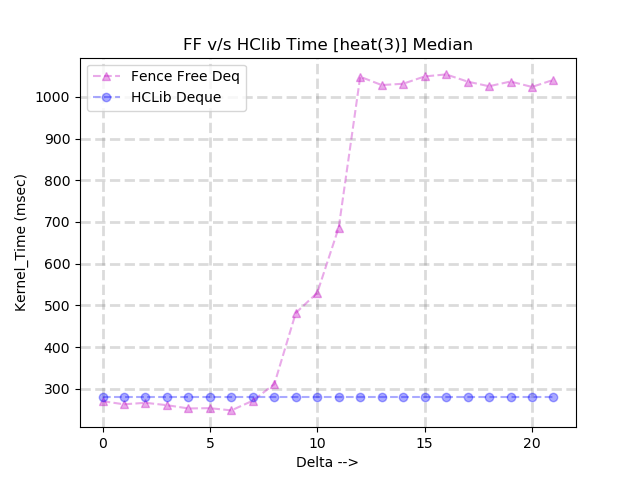 FF v/s HClib Time [heat(3)] Median
Fence Free Deq
HCLib Deque
Kernel_Time (msec)
1000
900
800
700
600
500
400
300
0 5 10 15 20
Delta -->